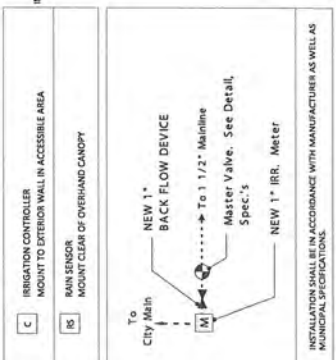 C
IRRIGATION CONTROLLER
MOUNT TO EXTERIOR WALL IN ACCESSIBLE AREA
RS
RAIN SENSOR
MOUNT CLEAR OF OVERHAND CANOPY
To
City Main
NEW 1"
BACK FLOW DEVICE
M
To 1 1/2" Mainline
Master Valve. See Detail,
Spec.'s
NEW 1" IRR. Meter
INSTALLATION SHALL BE IN ACCORDANCE WITH MANUFACTURER AS WELL AS
MUNICIPAL SPECIFICATIONS.